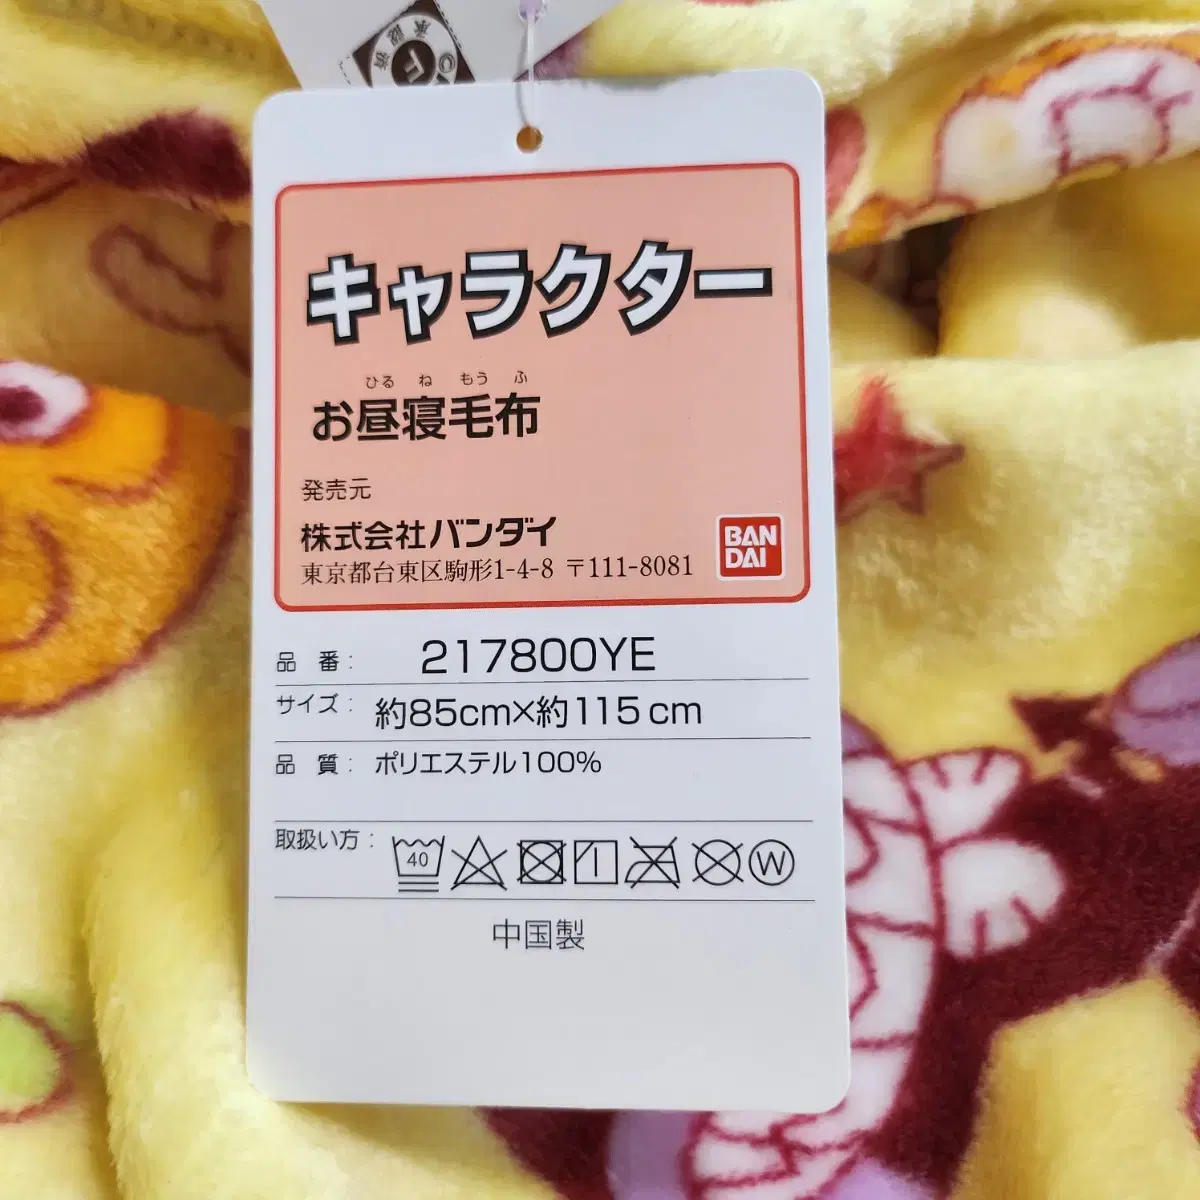 キャラクター
ひる ね もう ふ
お昼寝毛布
発売元
株式会社バンダイ
東京都台東区駒形1-4-8 〒111-8081
BAN
DAI
品 番: 217800YE
サイズ: 約85cm×約115cm
品 質: ポリエステル100%
取扱い方: 40 W
中国製